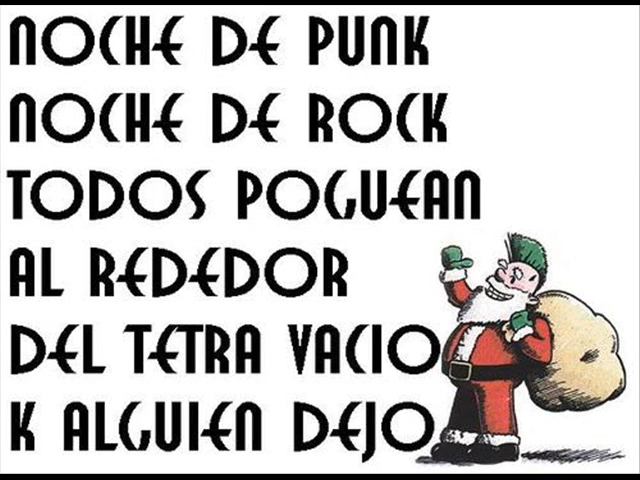 NOCHE DE PUNK
NOCHE DE ROCK
TODOS POGUEAN
AL REDEDOR
DEL TETRA VACIO
K ALGUIEN DEJO